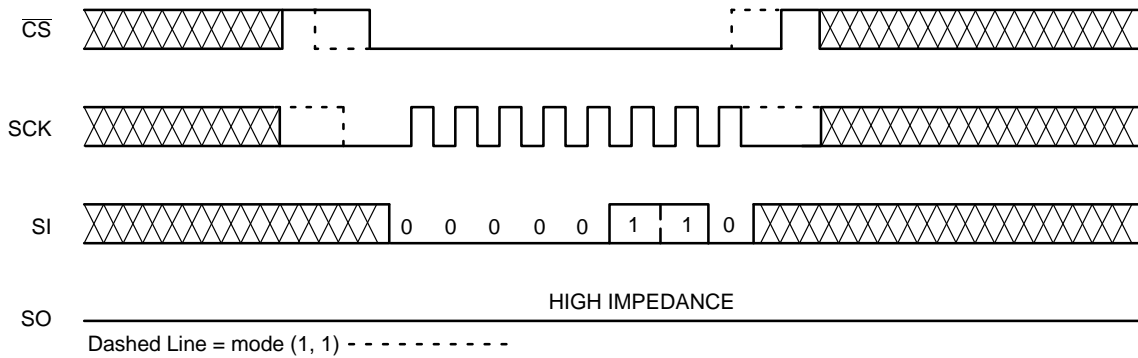 CS
SCK
SI
0 0 0 0 0 1 1 0
HIGH IMPEDANCE
SO
Dashed Line = mode (1, 1)